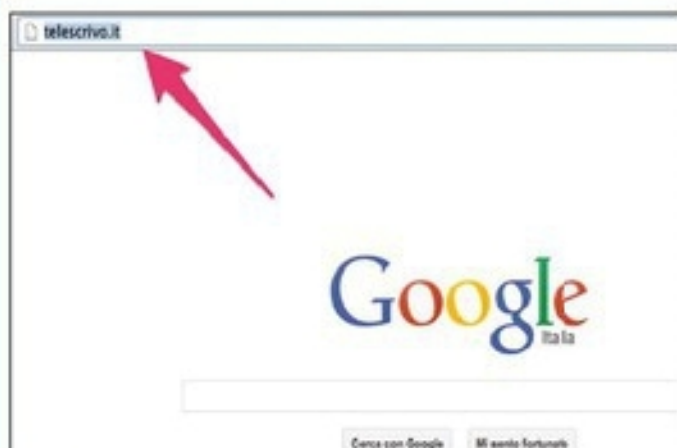 telescrivo.it
Google
Italia
Cerca con Google
Mi sento fortunato